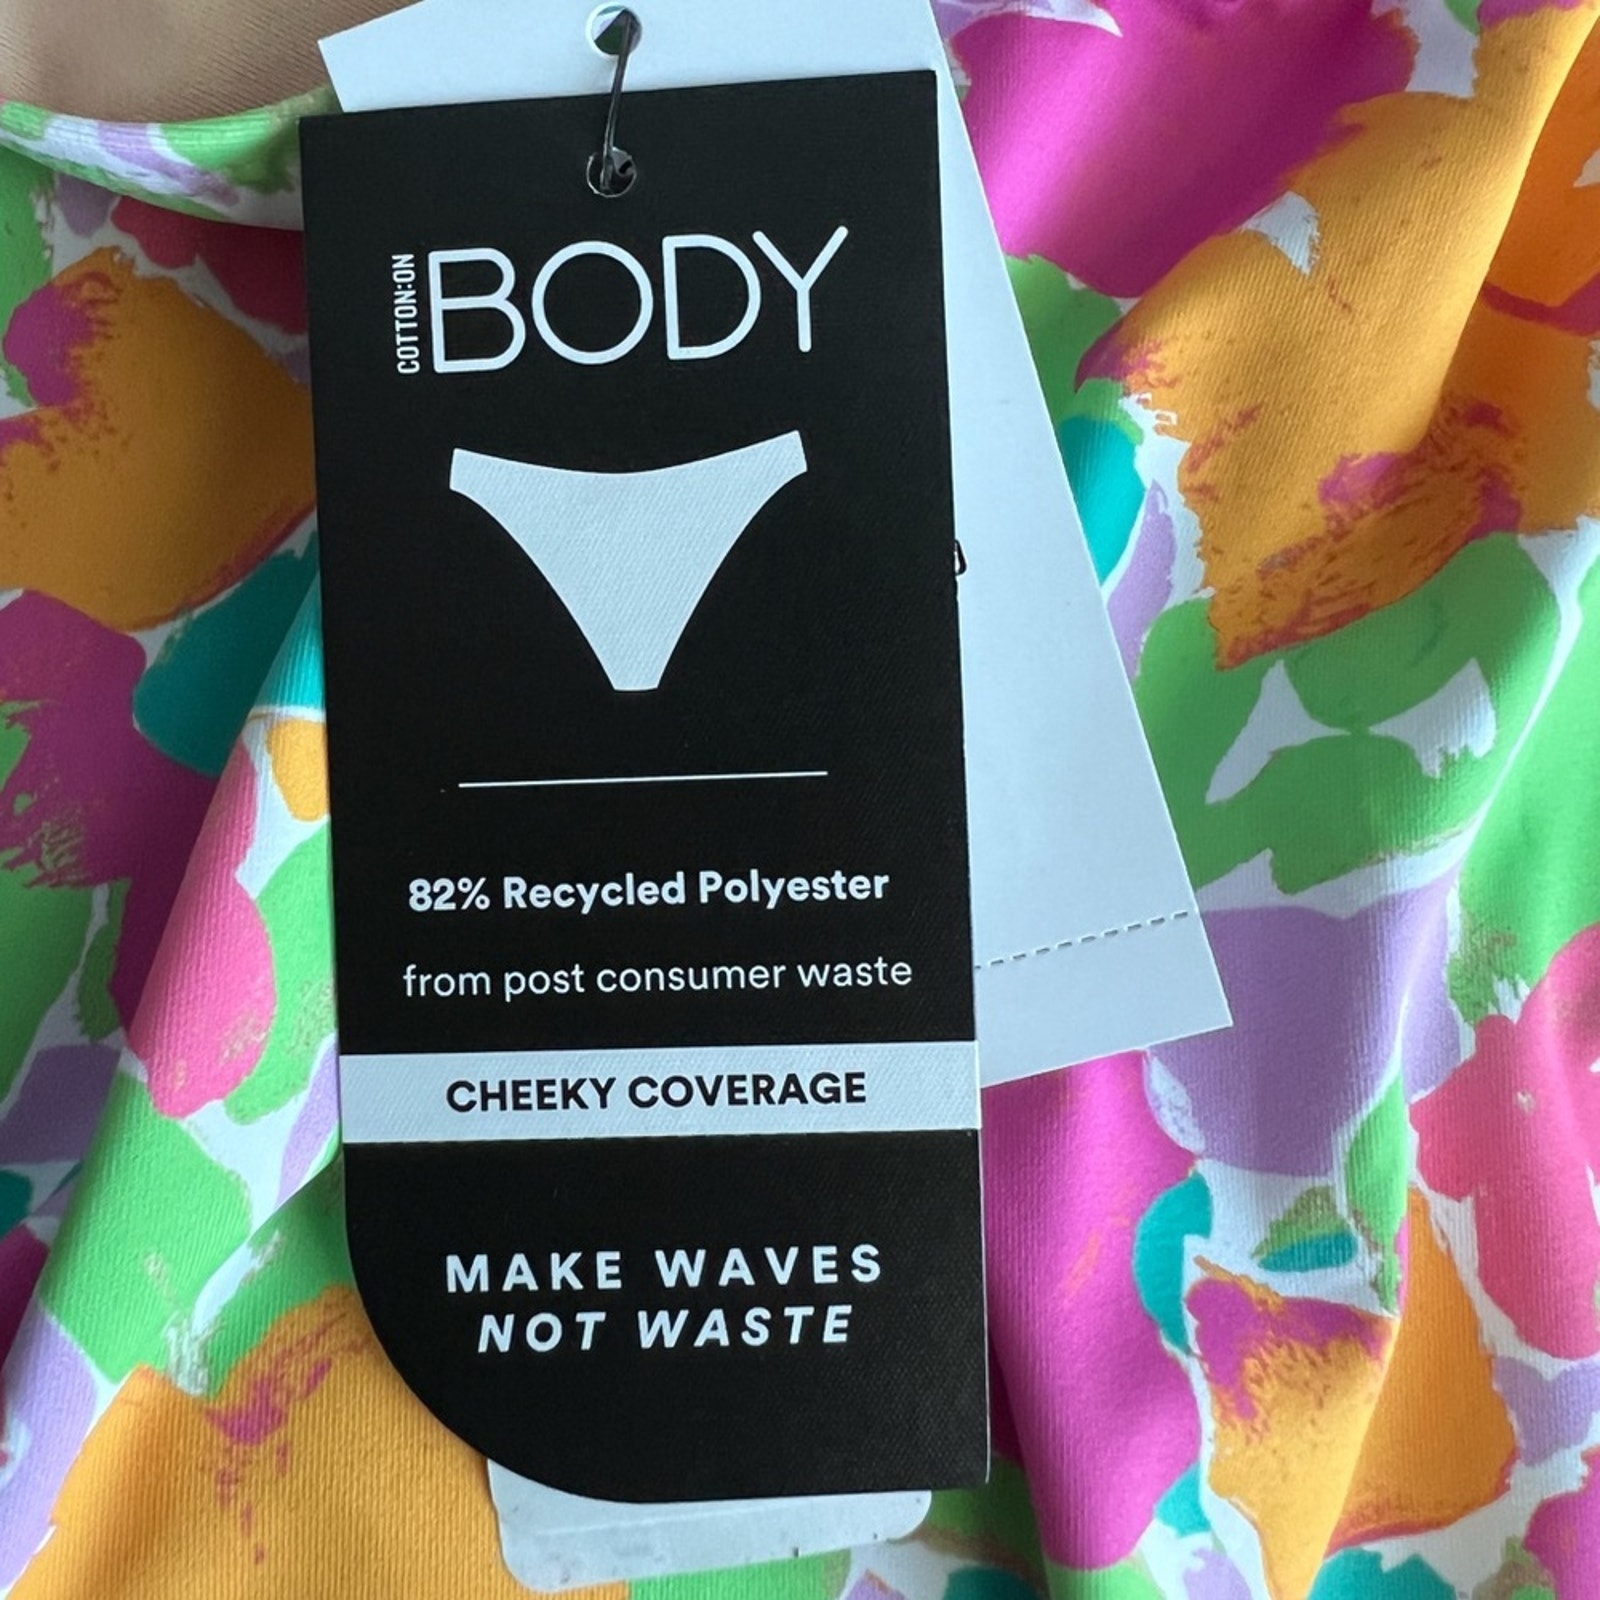 COTTON:ON
BODY
82% Recycled Polyester
from post consumer waste
CHEEKY COVERAGE
MAKE WAVES
NOT WASTE